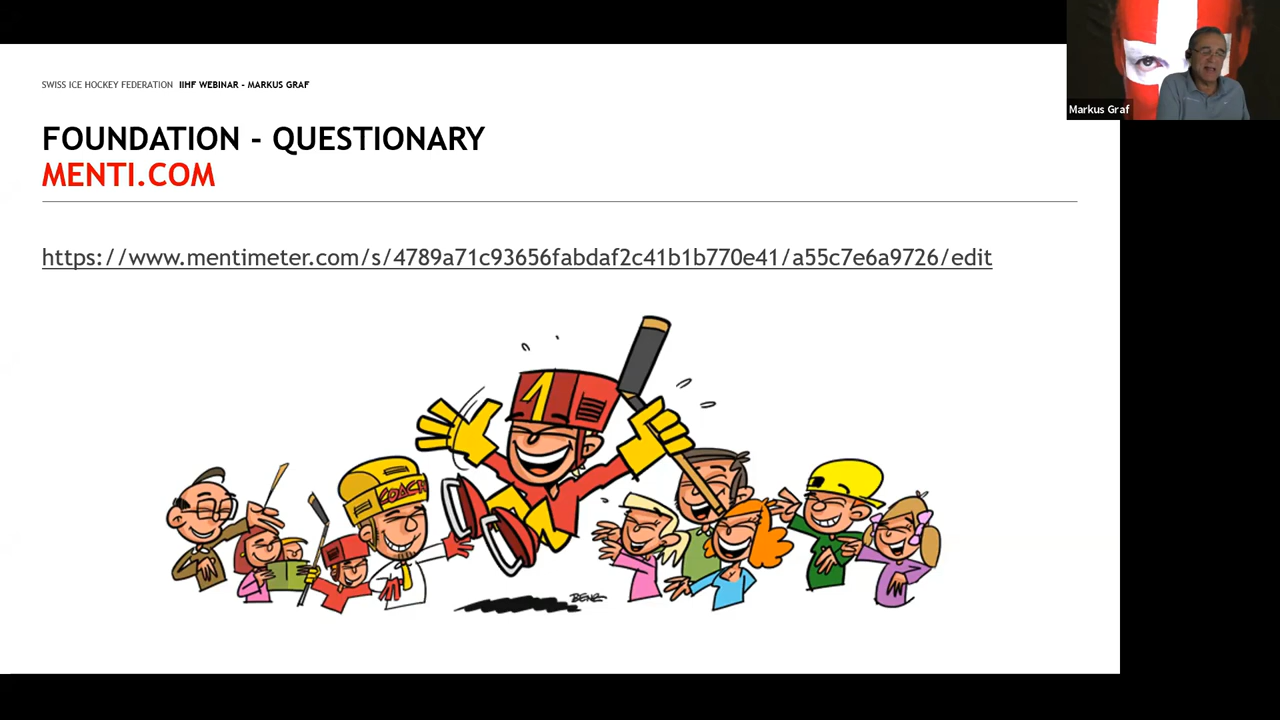 SWISS ICE HOCKEY FEDERATION IIHF WEBINAR - MARKUS GRAF
Markus Graf
FOUNDATION - QUESTIONARY
MENTI.COM
https://www.mentimeter.com/s/4789a71c93656fabdaf2c41b1b770e41/a55c7e6a9726/edit
1
COACH
BENZ